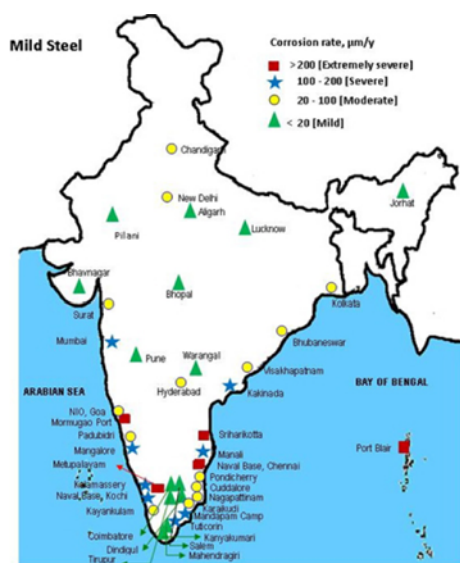 Mild Steel
Corrosion rate, µm/y
>200 [Extremely severe]
100 - 200 [Severe]
20 - 100 [Moderate]
< 20 [Mild]
Chandigarh
New Delhi
Aligarh
Jorhat
Pilani
Lucknow
Bhavnagar
Bhopal
Surat
Kolkata
Mumbai
Bhubaneswar
Pune
Warangal
Visakhapatnam
Hyderabad
Kakinada
BAY OF BENGAL
ARABIAN SEA
NIO, Goa
Mormugao Port
Padubidri
Sriharikotta
Mangalore
Manali
Port Blair
Metupalayam
Naval Base, Chennai
Pondicherry
Kalamassery
Cuddalore
Naval Base, Kochi
Nagapattinam
Karaikudi
Kayankulam
Mandapam Camp
Tuticorin
Coimbatore
Kanyakumari
Dindigul
Salem
Tirupur
Mahendragiri